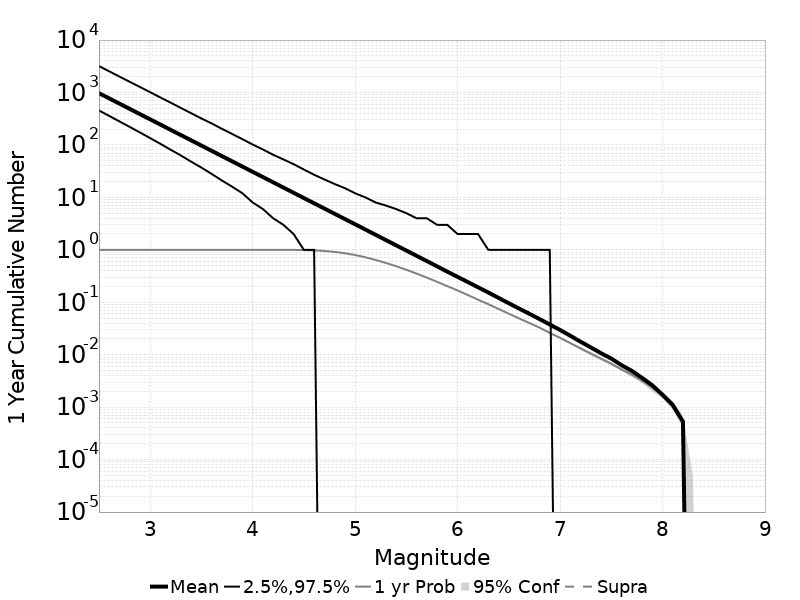 10^4
10^3
10^2
10^1
10^0
10^-1
10^-2
10^-3
10^-4
10^-5
1 Year Cumulative Number
3 4 5 6 7 8 9
Magnitude
Mean 2.5%,97.5% 1 yr Prob 95% Conf Supra